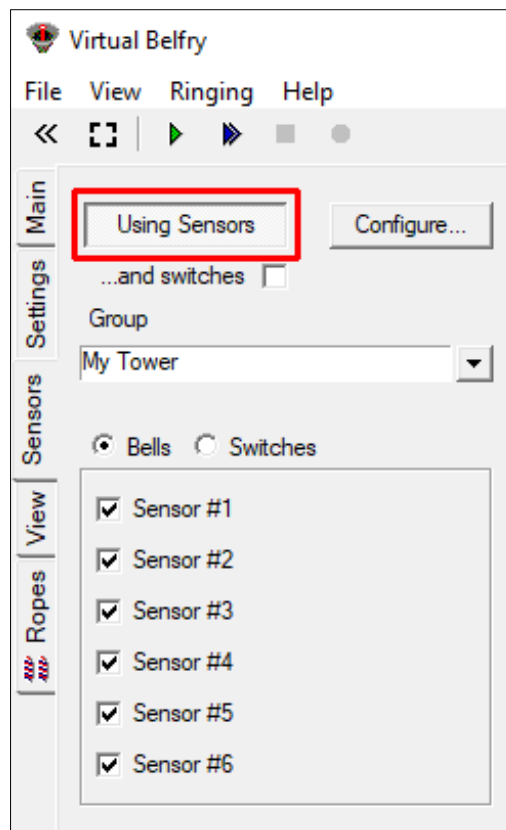 Virtual Belfry
File View Ringing Help
Main
Settings
Sensors
View
Ropes
Using Sensors Configure...
...and switches
Group
My Tower
Bells Switches
Sensor #1
Sensor #2
Sensor #3
Sensor #4
Sensor #5
Sensor #6